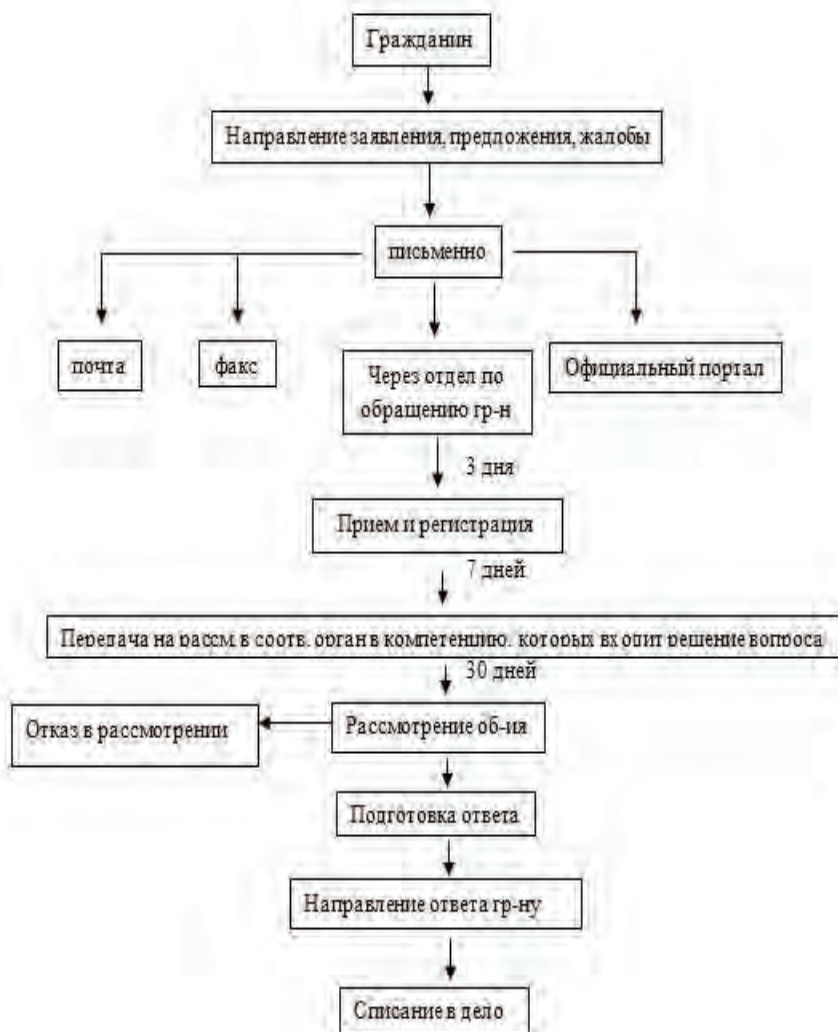 Гражданин
Направление заявления, предложения, жалобы
письменно
почта
факс
Через отдел по
обращению гр-н
Официальный портал
3 дня
Прием и регистрация
7 дней
Передача на рассм. в соотв. орган в компетенцию, которых входит решение вопроса
30 дней
Отказ в рассмотрении
Рассмотрение об-ия
Подготовка ответа
Направление ответа гр-ну
Списание в дело